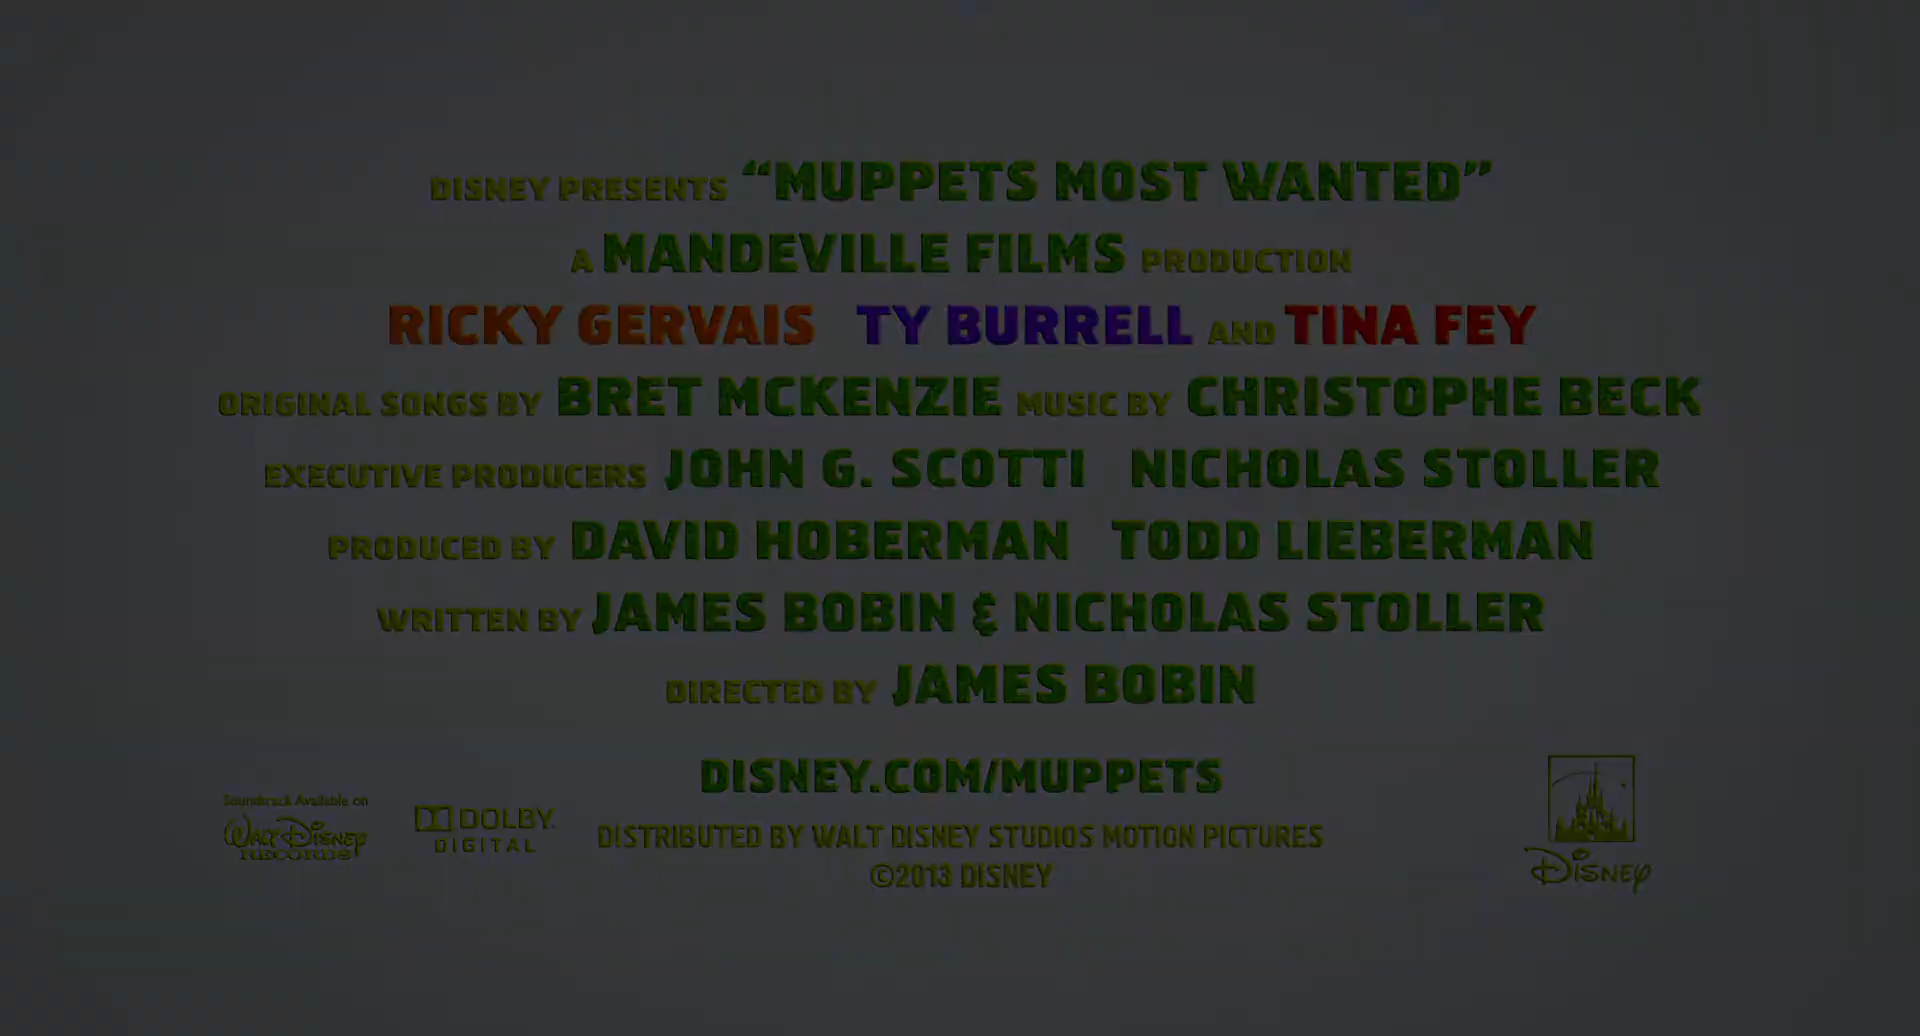 DISNEY PRESENTS “MUPPETS MOST WANTED”
A MANDEVILLE FILMS PRODUCTION
RICKY GERVAIS TY BURRELL AND TINA FEY
ORIGINAL SONGS BY BRET MCKENZIE MUSIC BY CHRISTOPHE BECK
EXECUTIVE PRODUCERS JOHN G. SCOTTI NICHOLAS STOLLER
PRODUCED BY DAVID HOBERMAN TODD LIEBERMAN
WRITTEN BY JAMES BOBIN & NICHOLAS STOLLER
DIRECTED BY JAMES BOBIN
DISNEY.COM/MUPPETS
Soundtrack Available on
WALT DISNEY
RECORDS
DOLBY.
DIGITAL
DISTRIBUTED BY WALT DISNEY STUDIOS MOTION PICTURES
©2013 DISNEY
DISNEY